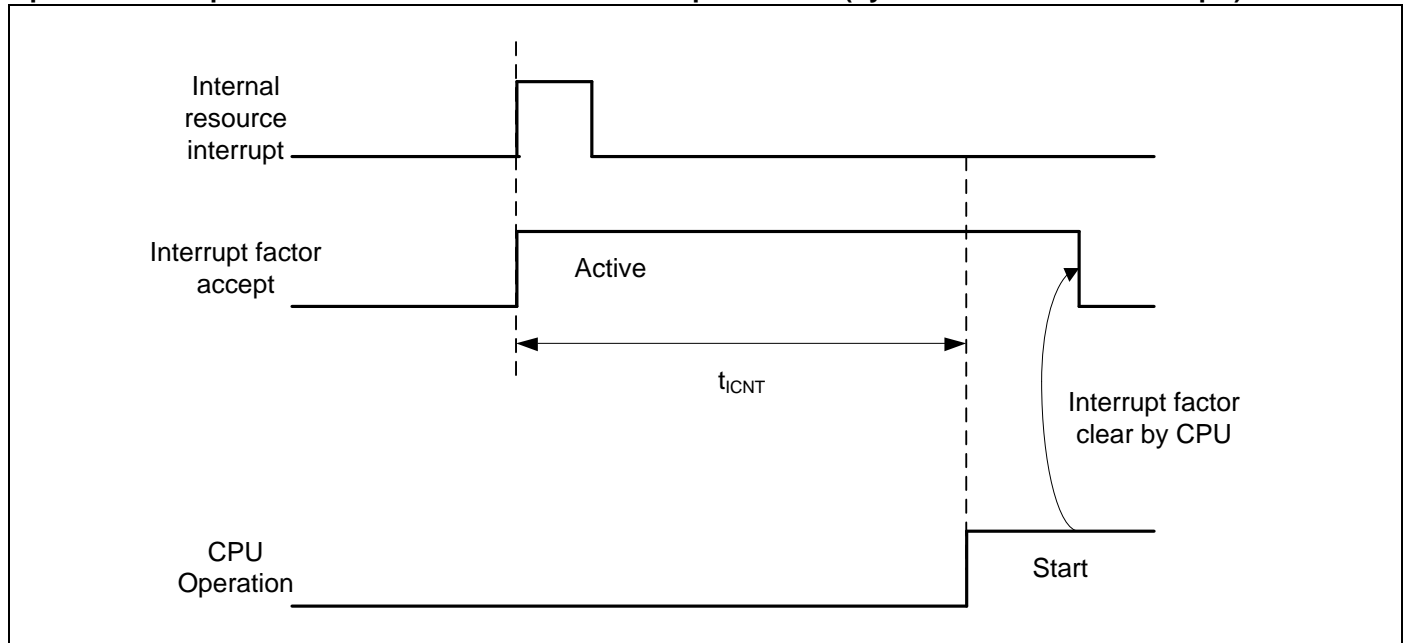 Internal
resource
interrupt
Interrupt factor
accept
Active
tICNT
Interrupt factor
clear by CPU
CPU
Operation
Start